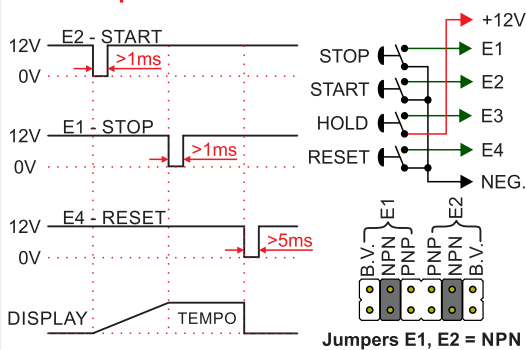 E2 - START
12V
0V
>1ms
E1 - STOP
12V
0V
>1ms
E4 - RESET
12V
0V
>5ms
DISPLAY
TEMPO
+12V
STOP
E1
START
E2
HOLD
E3
RESET
E4
NEG.
E1
E2
B.V.
NPN
PNP
PNP
NPN
B.V.
Jumpers E1, E2 = NPN